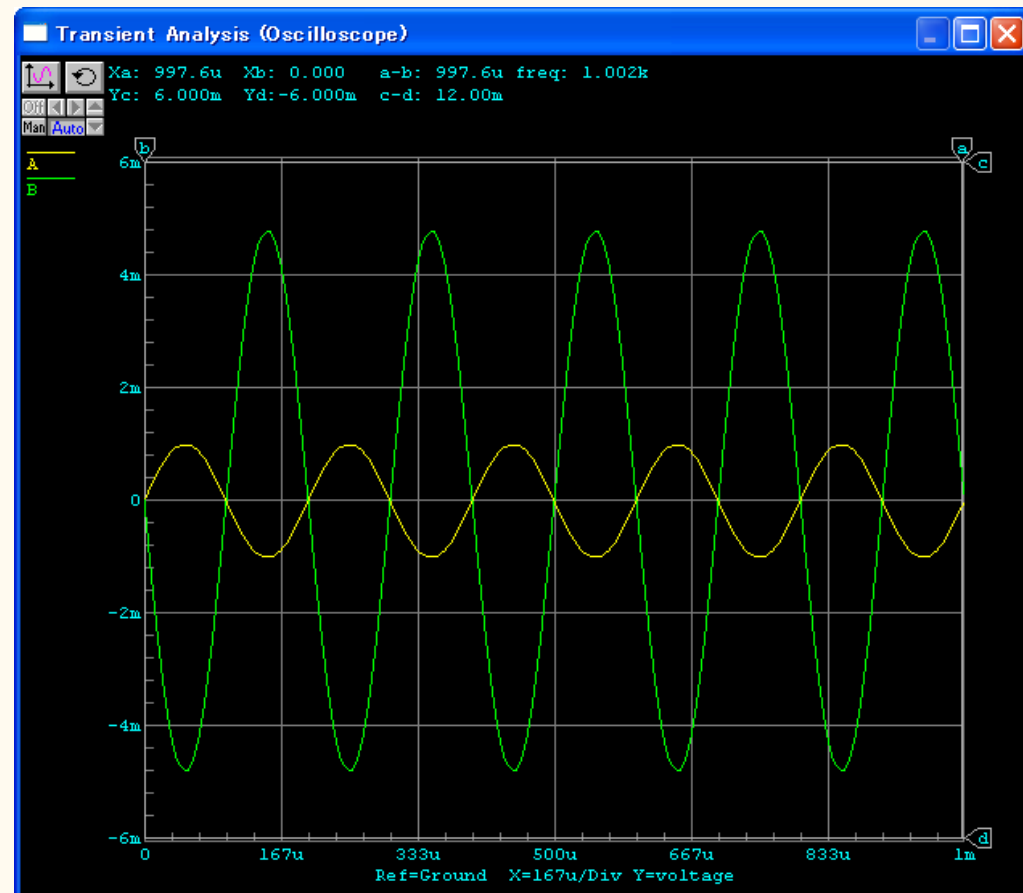 Transient Analysis (Oscilloscope)
Xa: 997.6u Xb: 0.000 a-b: 997.6u freq: 1.002k
Yc: 6.000m Yd:-6.000m c-d: 12.00m
Off
Man Auto
A
B
b
a
c
d
6m
4m
2m
0
-2m
-4m
-6m
0 167u 333u 500u 667u 833u 1m
Ref=Ground X=167u/Div Y=voltage